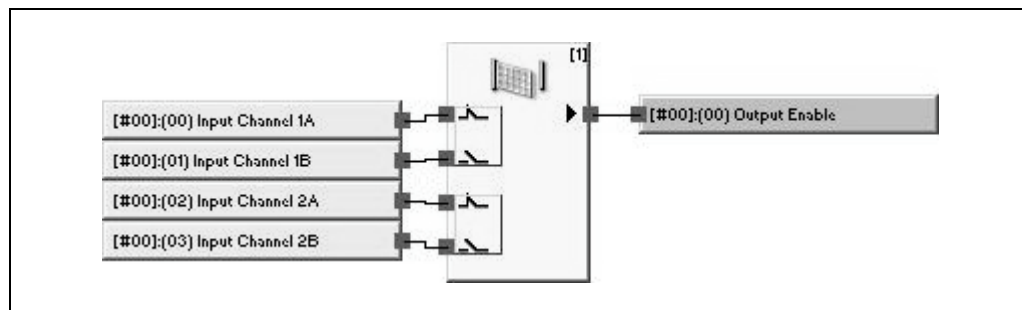 [1]
[#00]:(00) Input Channel 1A
[#00]:(00) Output Enable
[#00]:(01) Input Channel 1B
[#00]:(02) Input Channel 2A
[#00]:(03) Input Channel 2B